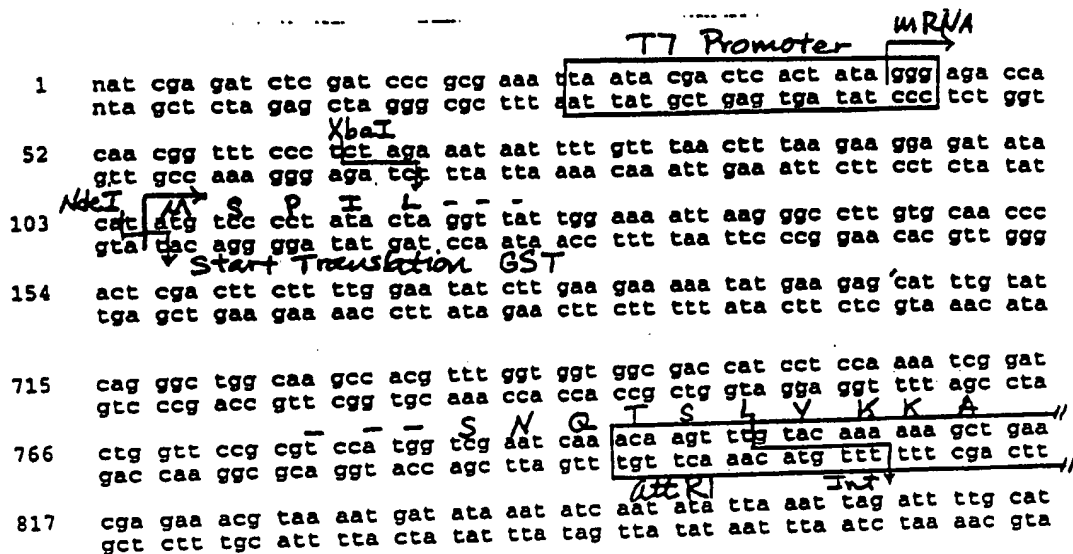 T7 Promoter mRNA
1 nat cga gat ctc gat ccc gcg aaa ttaa ata cga ctc act ata ggg aga cca
nta gct cta gag cta ggg cgc ttt aat tat gct gag tga tat ccc tct ggt
XbaI
52 caa cgg ttt ccc tct aga aat aat ttt gtt taa ctt taa gaa gga gat ata
gtt gcc aaa ggg aga tct tta tta aaa caa att gaa att ctt cct cta tat
NdeI M S P I L - - -
103 cat atg tcc cct ata cta ggt tat tgg aaa att aag ggc ctt gtg caa ccc
gta tac agg gga tat gat cca ata acc ttt taa ttc ccg gaa cac gtt ggg
Start Translation GST
154 act cga ctt ctt ttg gaa tat ctt gaa gaa aaa tat gaa gag cat ttg tat
tga gct gaa gaa aac ctt ata gaa ctt ctt ttt ata ctt ctc gta aac ata
715 cag ggc tgg caa gcc acg ttt ggt ggt ggc gac cat cct cca aaa tcg gat
gtc ccg acc gtt cgg tgc aaa cca cca ccg ctg gta gga ggt ttt agc cta
- - - S N Q T S L Y K K A
766 ctg gtt ccg cgt cca tgg tcg aat caa aca agt ttg tac aaa aaa gct gaa
gac caa ggc gca ggt acc agc tta gtt tgt tca aac atg ttt ttt cga ctt
attR1 Int
817 cga gaa acg taa aat gat ata aat atc aat ata tta aat tag att ttg cat
gct ctt tgc att tta cta tat tta tag tta tat aat tta atc taa aac gta